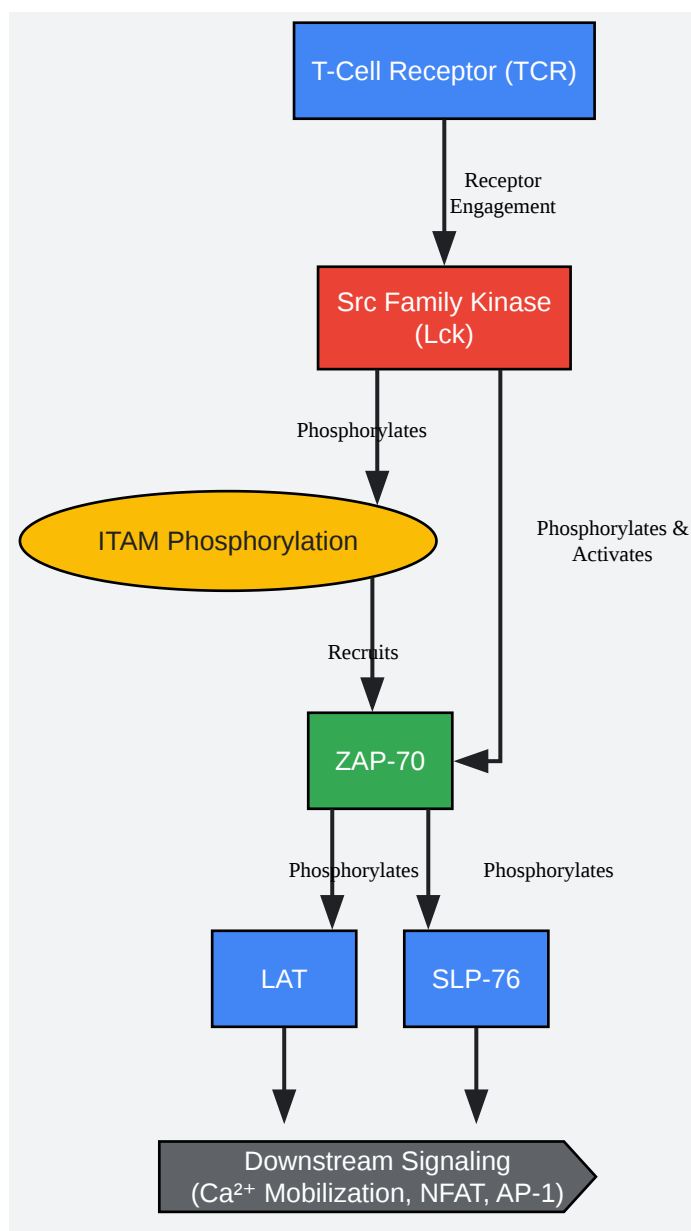 T-Cell Receptor (TCR)
Receptor
Engagement
Src Family Kinase
(Lck)
Phosphorylates
ITAM Phosphorylation
Phosphorylates &
Activates
Recruits
ZAP-70
Phosphorylates
Phosphorylates
LAT
SLP-76
Downstream Signaling
(Ca²⁺ Mobilization, NFAT, AP-1)